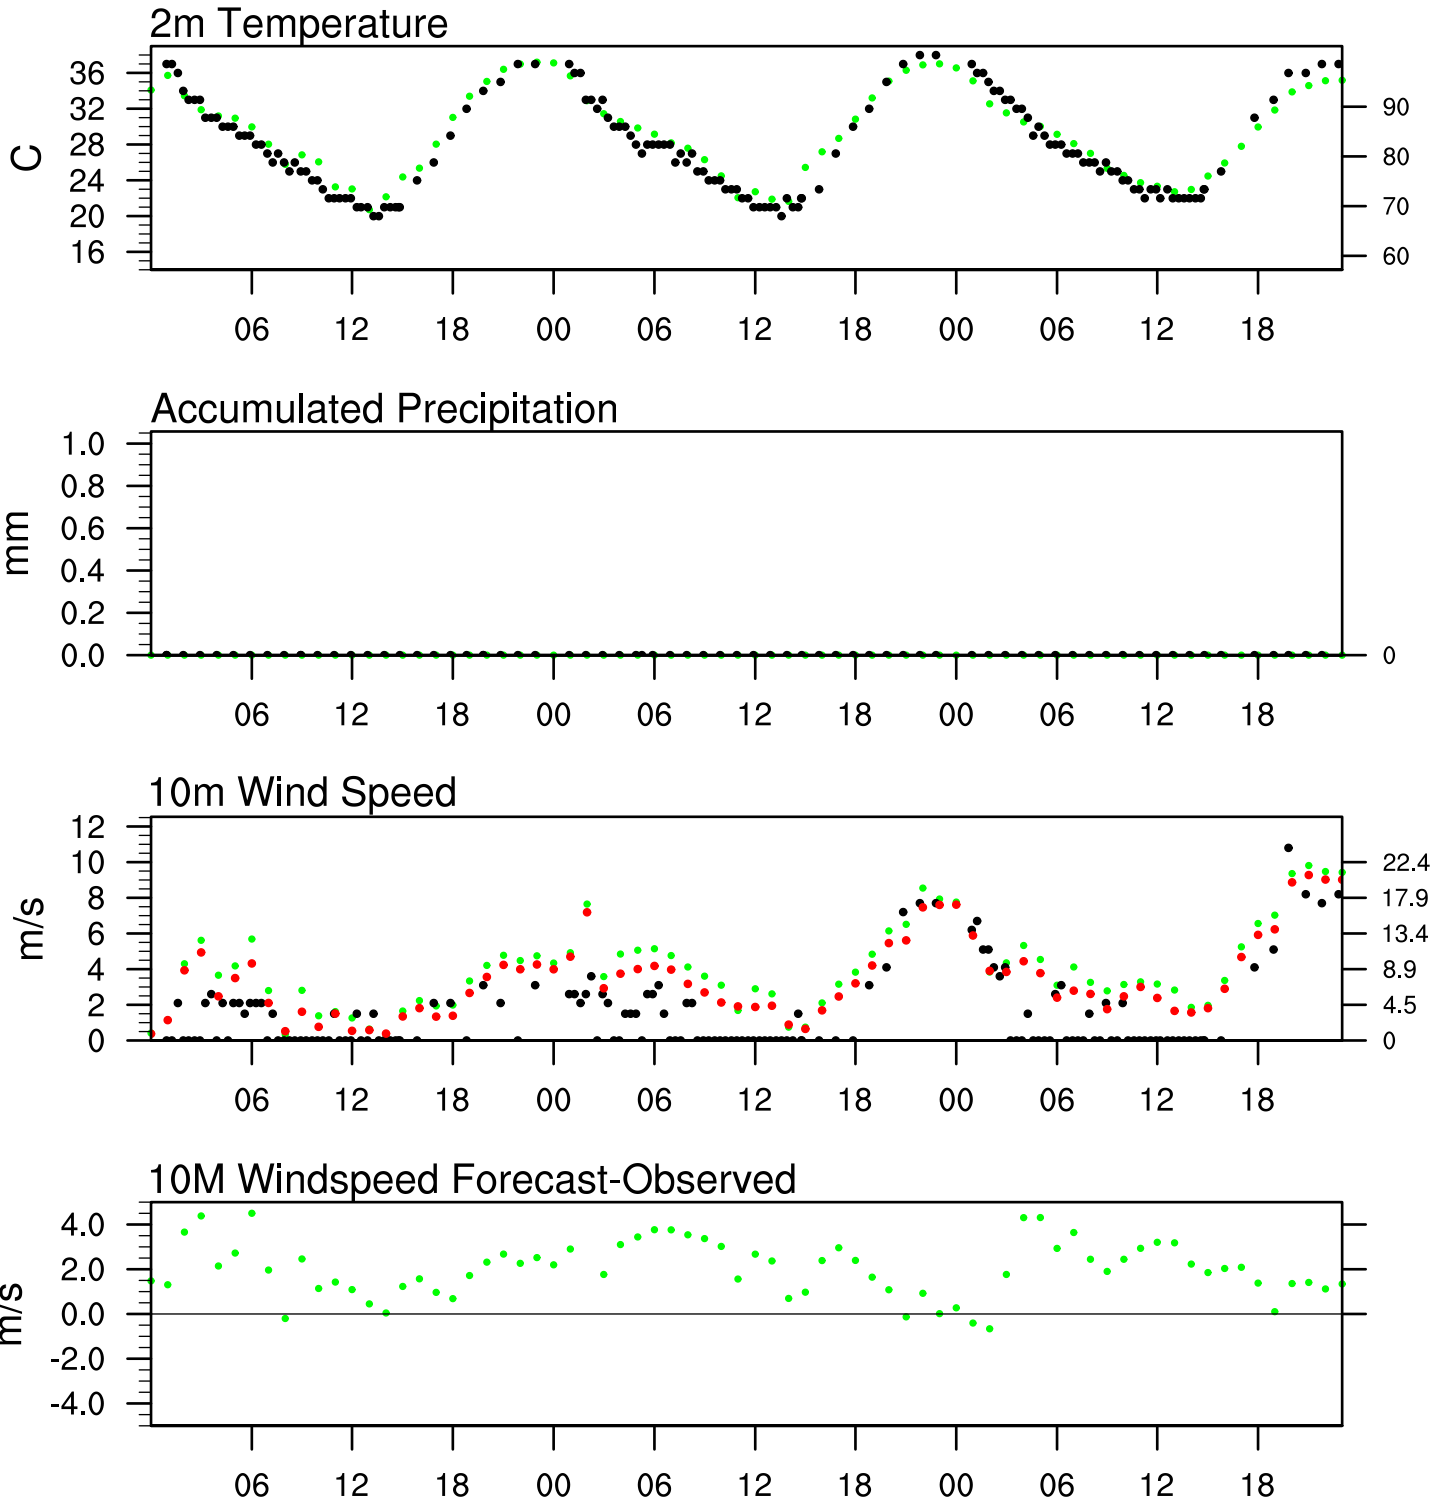 2m Temperature
36
32
28
24
20
16
C
90
80
70
60
06 12 18 00 06 12 18 00 06 12 18
Accumulated Precipitation
1.0
0.8
0.6
0.4
0.2
0.0
mm
0
06 12 18 00 06 12 18 00 06 12 18
10m Wind Speed
12
10
8
6
4
2
0
m/s
22.4
17.9
13.4
8.9
4.5
0
06 12 18 00 06 12 18 00 06 12 18
10M Windspeed Forecast-Observed
4.0
2.0
0.0
-2.0
-4.0
m/s
06 12 18 00 06 12 18 00 06 12 18